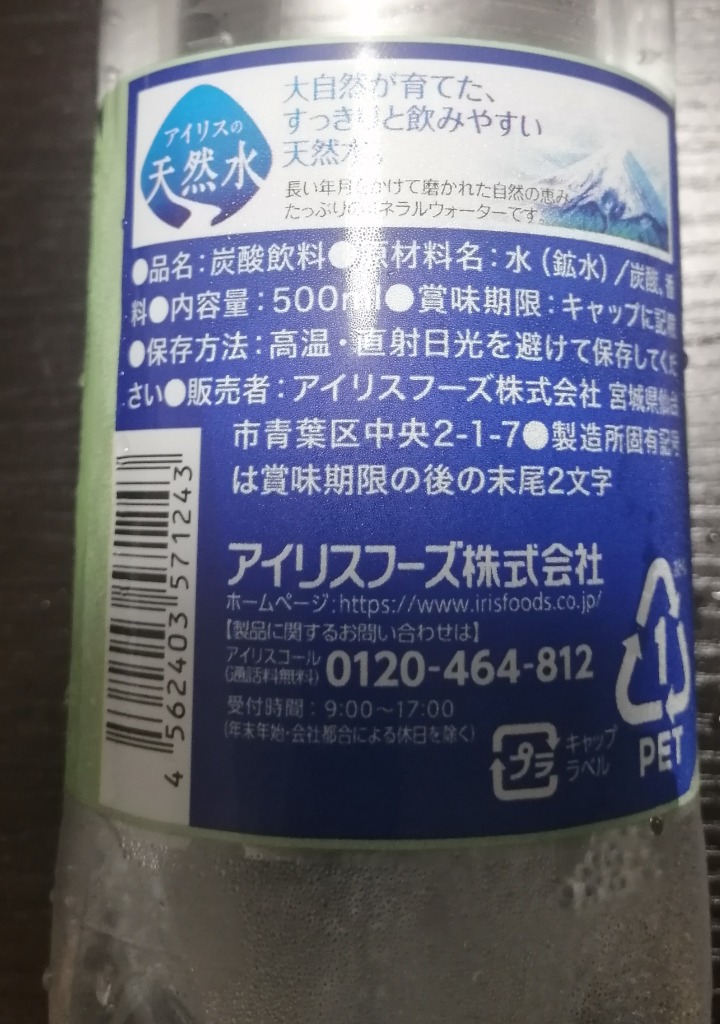 アイリスの
天然水
大自然が育てた、
すっきりと飲みやすい
天然水。
長い年月をかけて磨かれた自然の恵み
たっぷりのミネラルウォーターです。
●品名：炭酸飲料●原材料名：水（鉱水）/炭酸、香
料●内容量：500ml●賞味期限：キャップに記
●保存方法：高温・直射日光を避けて保存してくだ
さい●販売者：アイリスフーズ株式会社 宮城県仙台
市青葉区中央2-1-7●製造所固有記号
は賞味期限の後の末尾2文字
アイリスフーズ株式会社
ホームページ：https://www.irisfoods.co.jp/
【製品に関するお問い合わせは】
アイリスコール
(通話料無料) 0120-464-812
受付時間：9:00〜17:00
(年末年始・会社都合による休日を除く)
プラ
キャップ
ラベル
1
PET
4 562403 571243